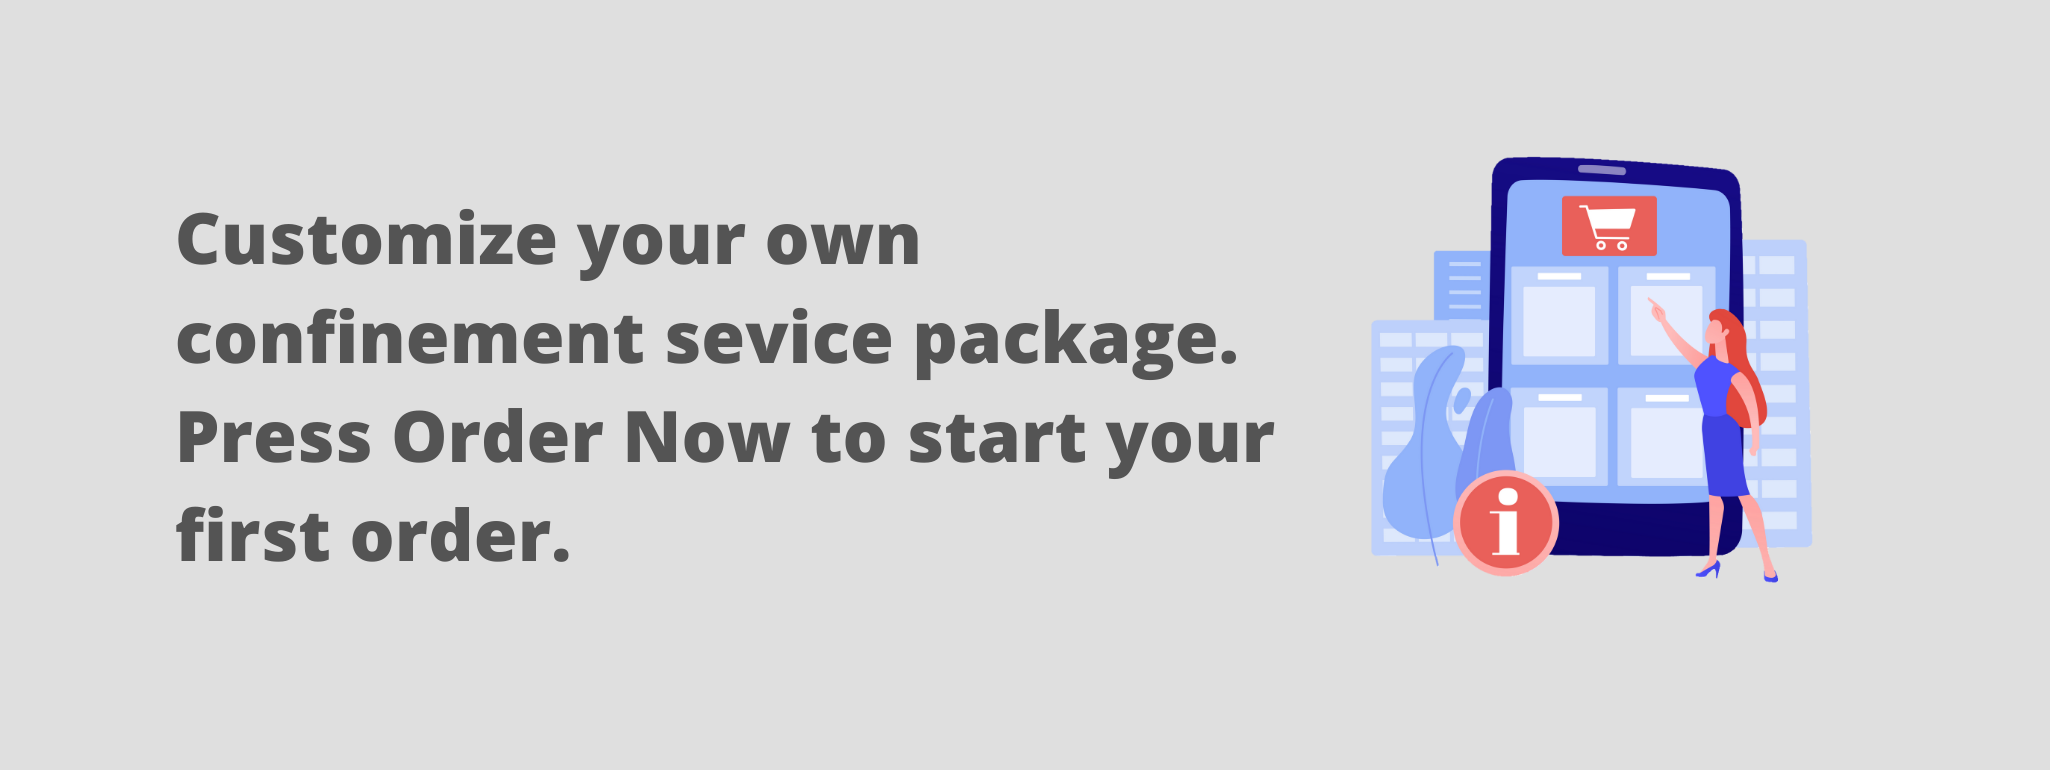 Customize your own
confinement sevice package.
Press Order Now to start your
first order.
i